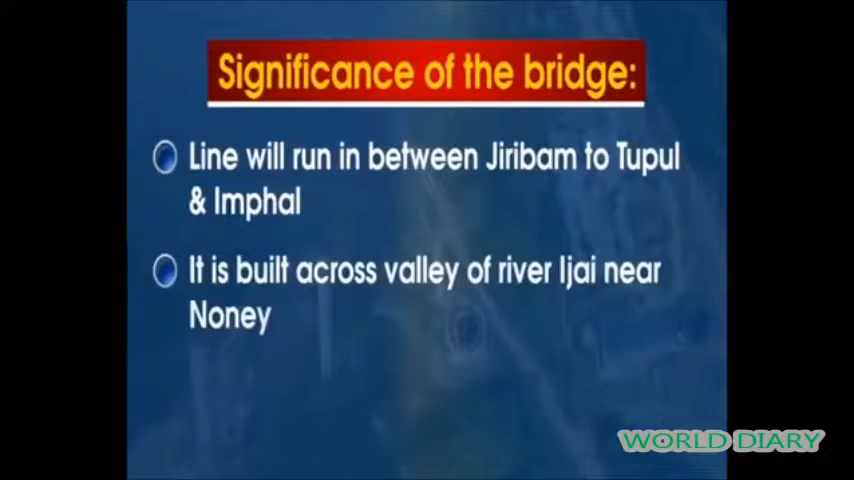 Significance of the bridge:
Line will run in between Jiribam to Tupul
& Imphal
It is built across valley of river Ijai near
Noney
WORLD DIARY